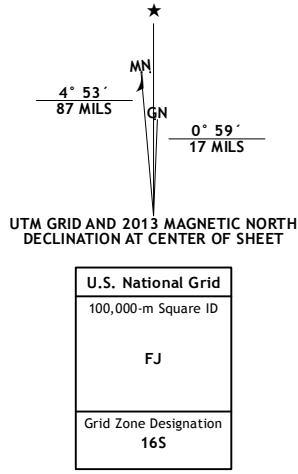 ★
MN
4° 53´
87 MILS
GN
0° 59´
17 MILS
UTM GRID AND 2013 MAGNETIC NORTH
DECLINATION AT CENTER OF SHEET
U.S. National Grid
100,000-m Square ID
FJ
Grid Zone Designation
16S